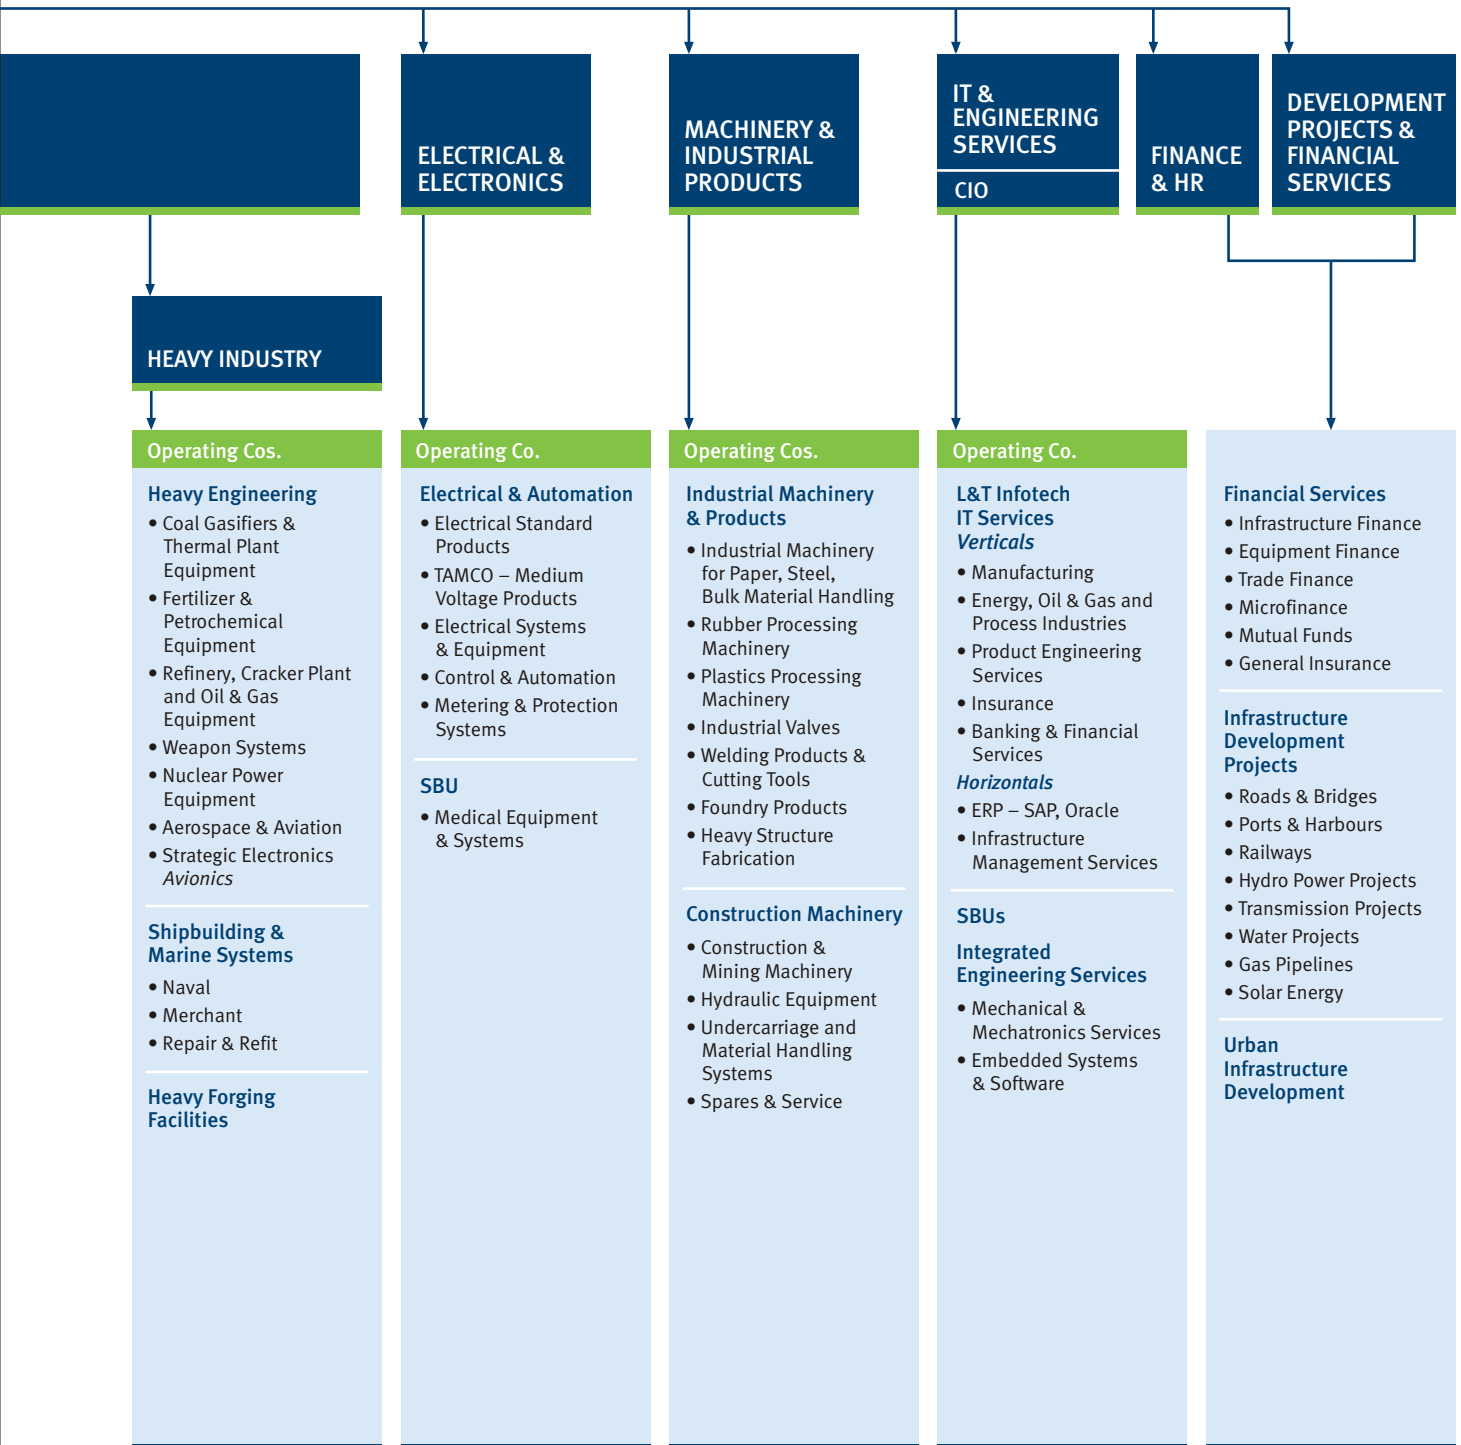 ELECTRICAL &
ELECTRONICS
MACHINERY &
INDUSTRIAL
PRODUCTS
IT &
ENGINEERING
SERVICES
CIO
FINANCE
& HR
DEVELOPMENT
PROJECTS &
FINANCIAL
SERVICES
HEAVY INDUSTRY
Operating Cos.
Heavy Engineering
• Coal Gasifiers &
Thermal Plant
Equipment
• Fertilizer &
Petrochemical
Equipment
• Refinery, Cracker Plant
and Oil & Gas
Equipment
• Weapon Systems
• Nuclear Power
Equipment
• Aerospace & Aviation
• Strategic Electronics
Avionics
Shipbuilding &
Marine Systems
• Naval
• Merchant
• Repair & Refit
Heavy Forging
Facilities
Operating Co.
Electrical & Automation
• Electrical Standard
Products
• TAMCO – Medium
Voltage Products
• Electrical Systems
& Equipment
• Control & Automation
• Metering & Protection
Systems
SBU
• Medical Equipment
& Systems
Operating Cos.
Industrial Machinery
& Products
• Industrial Machinery
for Paper, Steel,
Bulk Material Handling
• Rubber Processing
Machinery
• Plastics Processing
Machinery
• Industrial Valves
• Welding Products &
Cutting Tools
• Foundry Products
• Heavy Structure
Fabrication
Construction Machinery
• Construction &
Mining Machinery
• Hydraulic Equipment
• Undercarriage and
Material Handling
Systems
• Spares & Service
Operating Co.
L&T Infotech
IT Services
Verticals
• Manufacturing
• Energy, Oil & Gas and
Process Industries
• Product Engineering
Services
• Insurance
• Banking & Financial
Services
Horizontals
• ERP – SAP, Oracle
• Infrastructure
Management Services
SBUs
Integrated
Engineering Services
• Mechanical &
Mechatronics Services
• Embedded Systems
& Software
Financial Services
• Infrastructure Finance
• Equipment Finance
• Trade Finance
• Microfinance
• Mutual Funds
• General Insurance
Infrastructure
Development
Projects
• Roads & Bridges
• Ports & Harbours
• Railways
• Hydro Power Projects
• Transmission Projects
• Water Projects
• Gas Pipelines
• Solar Energy
Urban
Infrastructure
Development